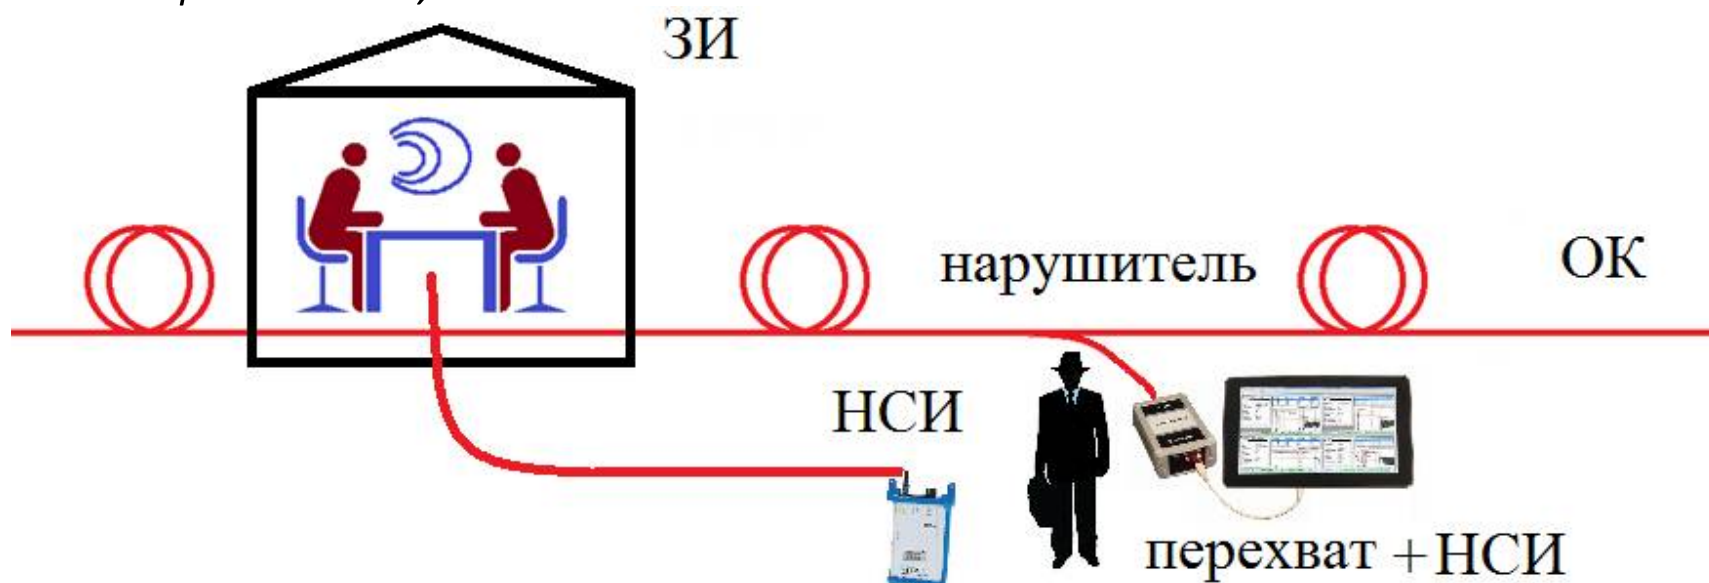 ЗИ
нарушитель
ОК
НСИ
перехват + НСИ